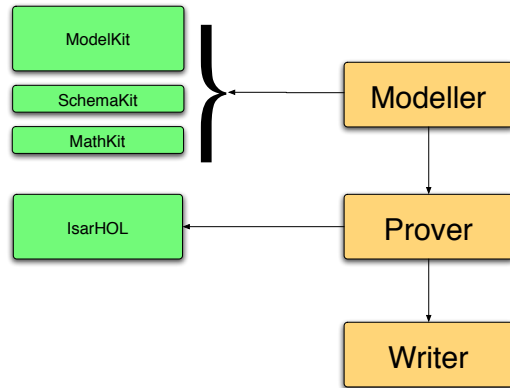 ModelKit
SchemaKit
MathKit
Modeller
IsarHOL
Prover
Writer